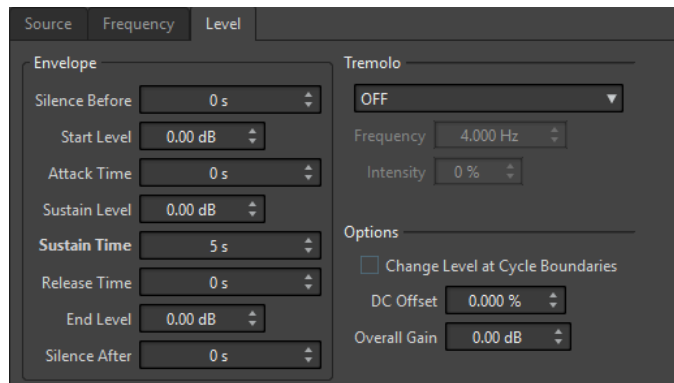 Source Frequency Level
Envelope
Silence Before 0 s
Start Level 0.00 dB
Attack Time 0 s
Sustain Level 0.00 dB
Sustain Time 5 s
Release Time 0 s
End Level 0.00 dB
Silence After 0 s
Tremolo
OFF
Frequency 4.000 Hz
Intensity 0 %
Options
Change Level at Cycle Boundaries
DC Offset 0.000 %
Overall Gain 0.00 dB